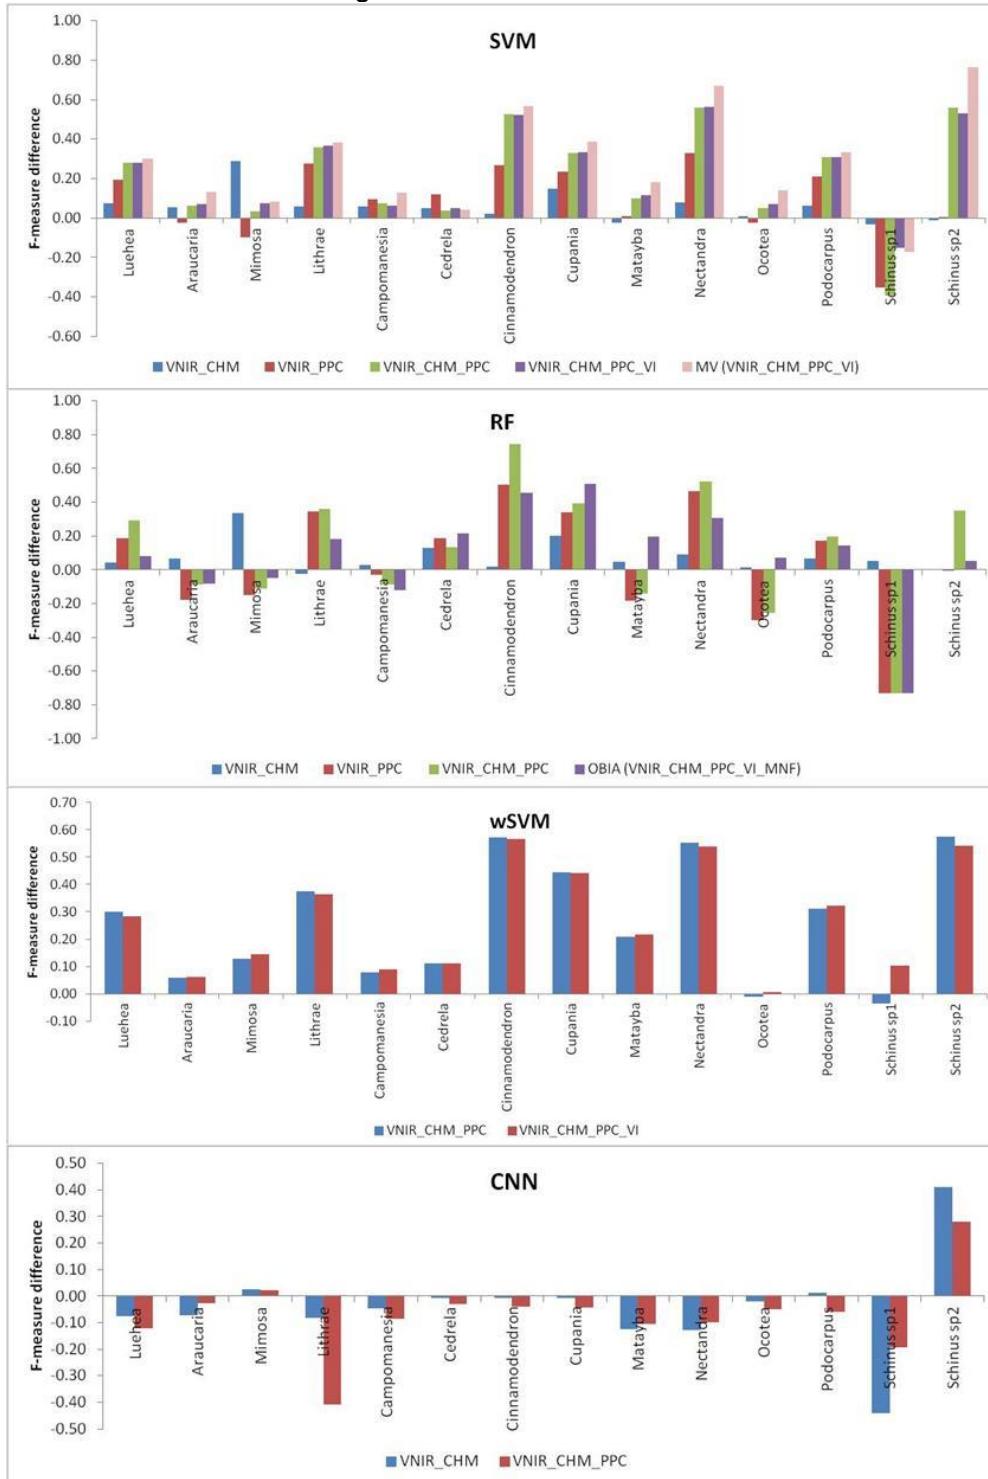 g
SVM
F-measure difference
1.00
0.80
0.60
0.40
0.20
0.00
-0.20
-0.40
-0.60
Luehea
Araucaria
Mimosa
Lithrae
Campomanesia
Cedrela
Cinnamodendron
Cupania
Matayba
Nectandra
Ocotea
Podocarpus
Schinus sp1
Schinus sp2
VNIR_CHM VNIR_PPC VNIR_CHM_PPC VNIR_CHM_PPC_VI MV (VNIR_CHM_PPC_VI)
RF
F-measure difference
1.00
0.80
0.60
0.40
0.20
0.00
-0.20
-0.40
-0.60
-0.80
-1.00
Luehea
Araucaria
Mimosa
Lithrae
Campomanesia
Cedrela
Cinnamodendron
Cupania
Matayba
Nectandra
Ocotea
Podocarpus
Schinus sp1
Schinus sp2
VNIR_CHM VNIR_PPC VNIR_CHM_PPC OBIA (VNIR_CHM_PPC_VI_MNF)
wSVM
F-measure difference
0.70
0.60
0.50
0.40
0.30
0.20
0.10
0.00
-0.10
Luehea
Araucaria
Mimosa
Lithrae
Campomanesia
Cedrela
Cinnamodendron
Cupania
Matayba
Nectandra
Ocotea
Podocarpus
Schinus sp1
Schinus sp2
VNIR_CHM_PPC VNIR_CHM_PPC_VI
CNN
F-measure difference
0.50
0.40
0.30
0.20
0.10
0.00
-0.10
-0.20
-0.30
-0.40
-0.50
Luehea
Araucaria
Mimosa
Lithrae
Campomanesia
Cedrela
Cinnamodendron
Cupania
Matayba
Nectandra
Ocotea
Podocarpus
Schinus sp1
Schinus sp2
VNIR_CHM VNIR_CHM_PPC